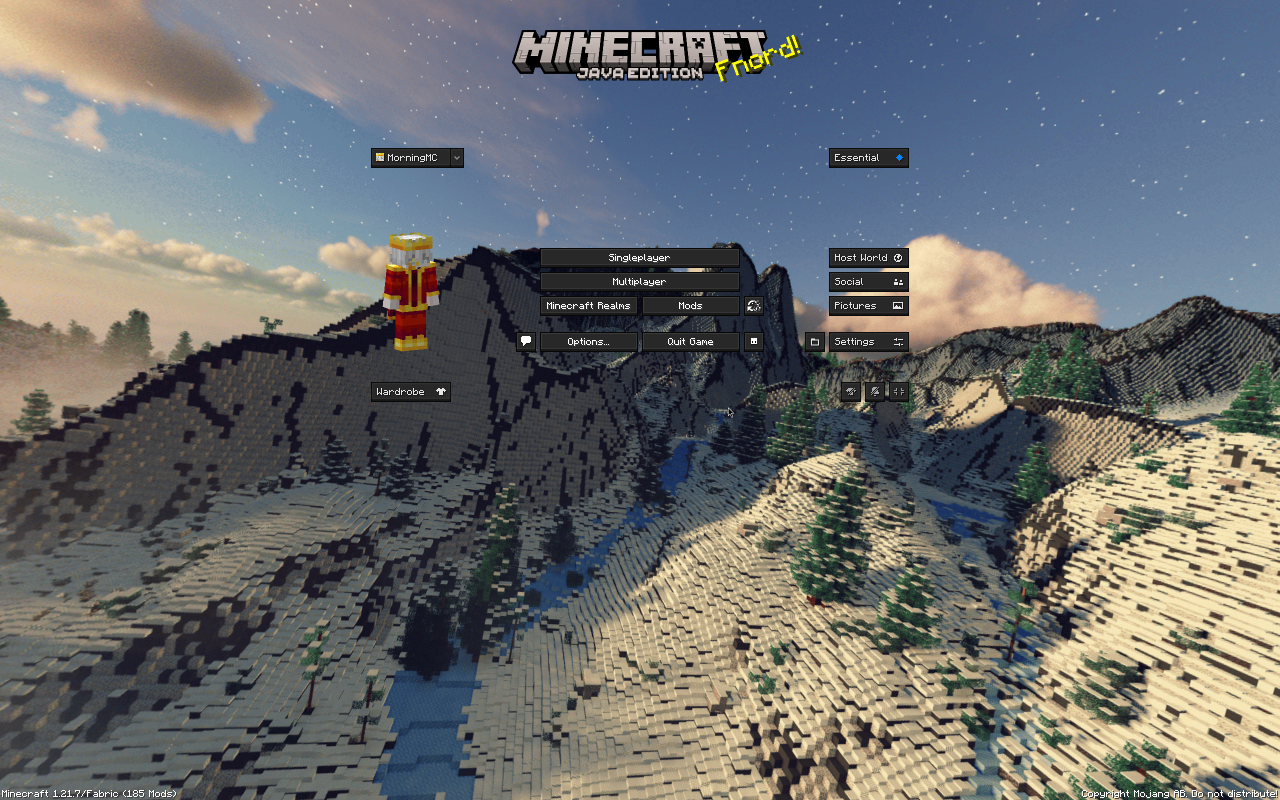 MINECRAFT
JAVA EDITION
Fnord!
MorningMC
Essential
Singleplayer
Host World
Multiplayer
Social
Minecraft Realms
Mods
Pictures
Options...
Quit Game
Settings
Wardrobe
Minecraft 1.21.7/Fabric (185 Mods)
Copyright Mojang AB. Do not distribute!